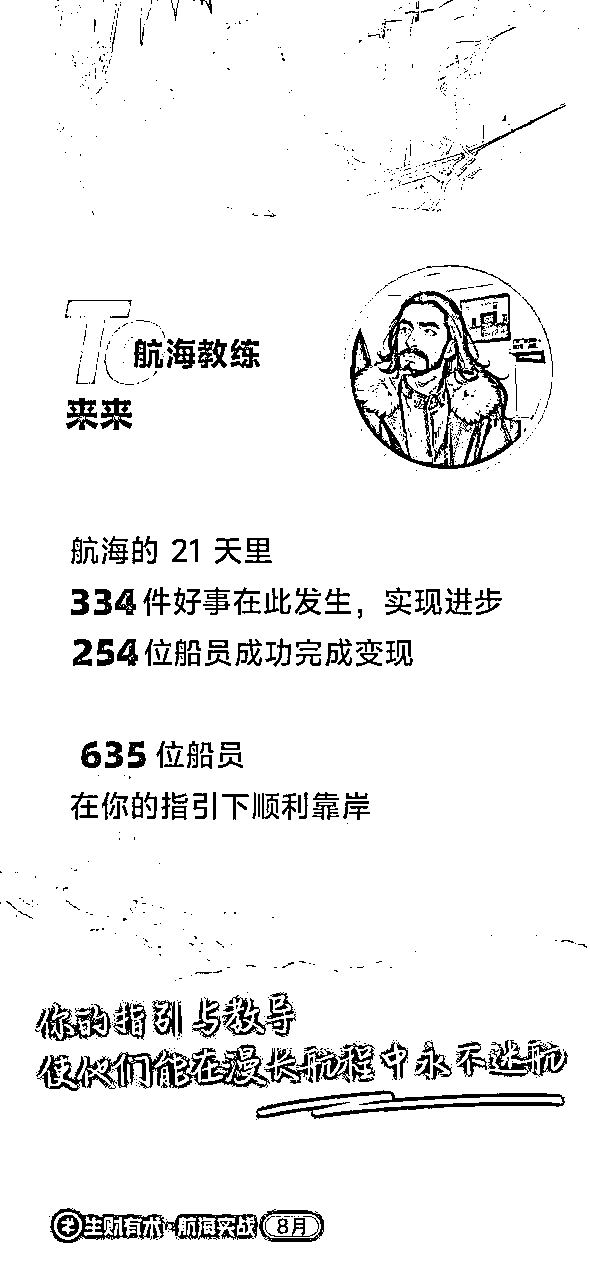 To 航海教练
来来
航海的 21 天里
334 件好事在此发生，实现进步
254 位船员成功完成变现
635 位船员
在你的指引下顺利靠岸
你的指引与教导
使他们能在漫长航程中永不迷航
生财有术·航海实战 8月